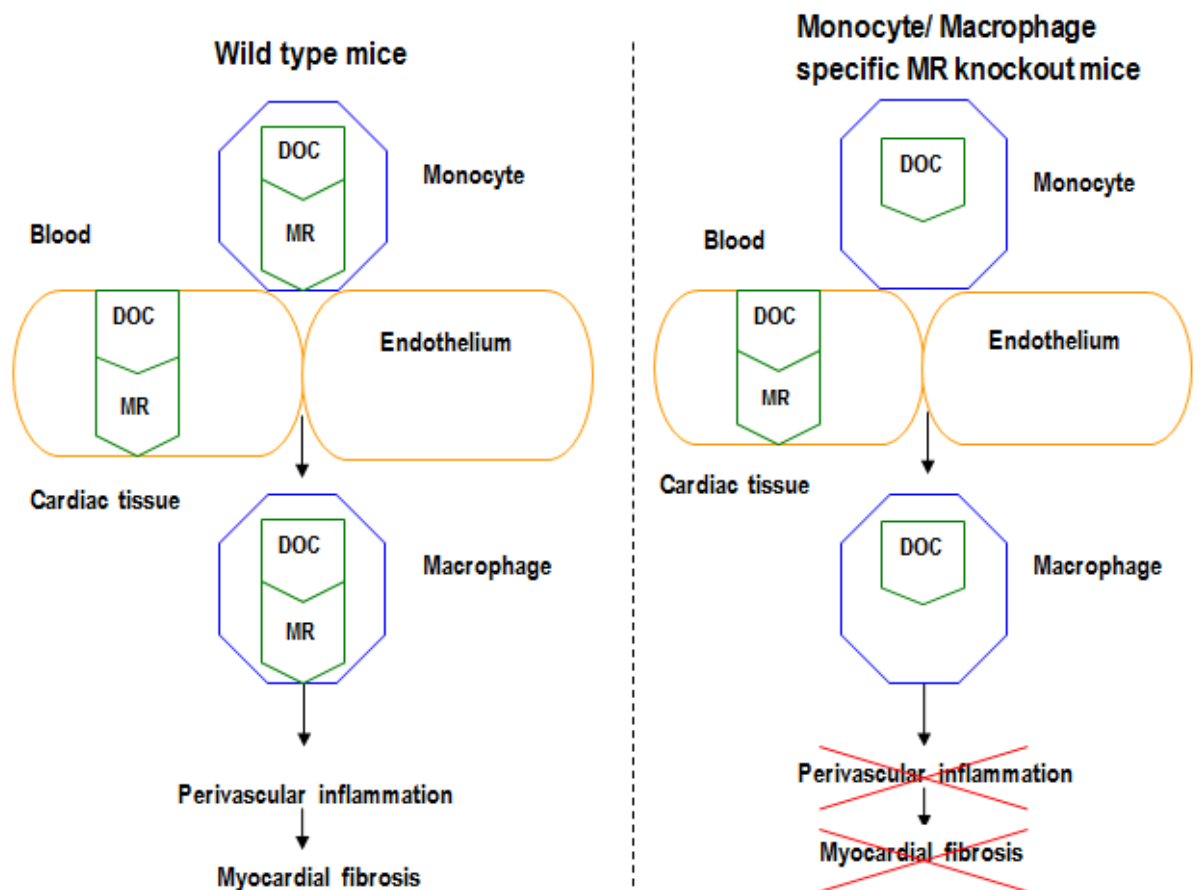 Wild type mice
DOC
MR
Monocyte
Blood
DOC
MR
Endothelium
Cardiac tissue
DOC
MR
Macrophage
Perivascular inflammation
Myocardial fibrosis
Monocyte/ Macrophage
specific MR knockout mice
DOC
Monocyte
Blood
DOC
MR
Endothelium
Cardiac tissue
DOC
Macrophage
Perivascular inflammation
Myocardial fibrosis